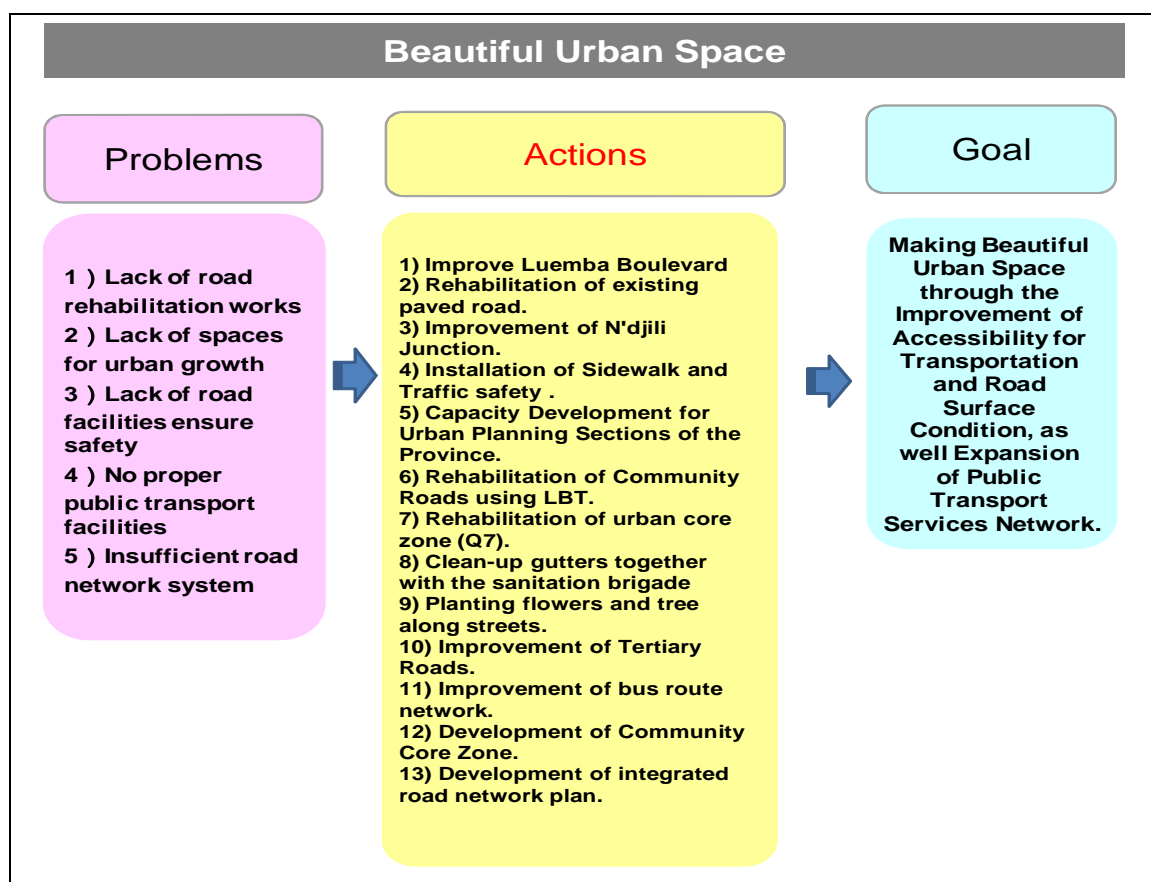 Beautiful Urban Space
Problems
1 ) Lack of road
rehabilitation works
2 ) Lack of spaces
for urban growth
3 ) Lack of road
facilities ensure
safety
4 ) No proper
public transport
facilities
5 ) Insufficient road
network system
Actions
1) Improve Luemba Boulevard
2) Rehabilitation of existing
paved road.
3) Improvement of N'djili
Junction.
4) Installation of Sidewalk and
Traffic safety .
5) Capacity Development for
Urban Planning Sections of the
Province.
6) Rehabilitation of Community
Roads using LBT.
7) Rehabilitation of urban core
zone (Q7).
8) Clean-up gutters together
with the sanitation brigade
9) Planting flowers and tree
along streets.
10) Improvement of Tertiary
Roads.
11) Improvement of bus route
network.
12) Development of Community
Core Zone.
13) Development of integrated
road network plan.
Goal
Making Beautiful
Urban Space
through the
Improvement of
Accessibility for
Transportation
and Road
Surface
Condition, as
well Expansion
of Public
Transport
Services Network.